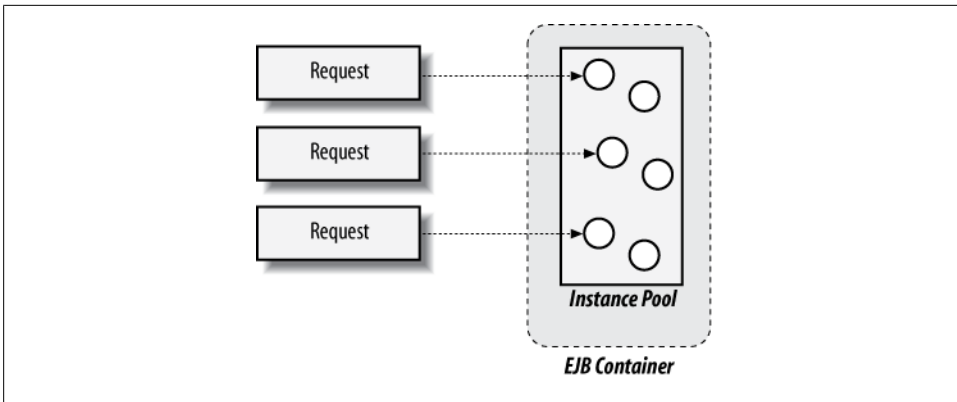 Request
Request
Request
Instance Pool
EJB Container